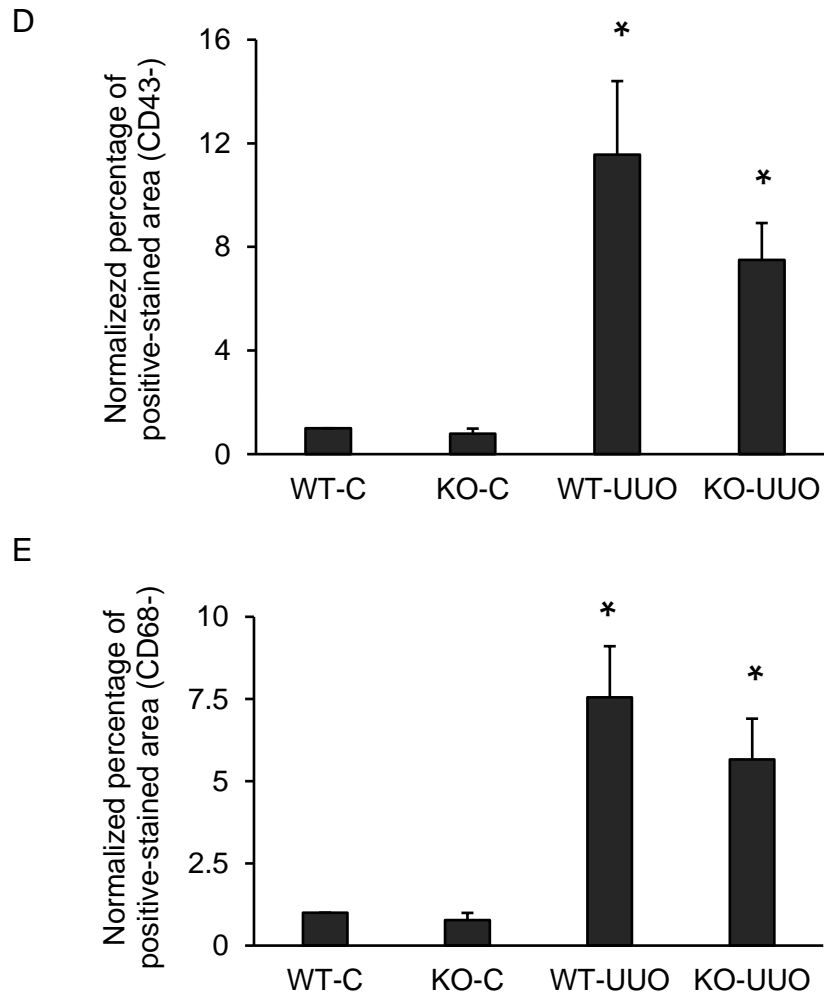 D
Normalizezd percentage of
positive-stained area (CD43-)
16
12
8
4
0
*
*
WT-C KO-C WT-UUO KO-UUO
E
Normalized percentage of
positive-stained area (CD68-)
10
7.5
5
2.5
0
*
*
WT-C KO-C WT-UUO KO-UUO